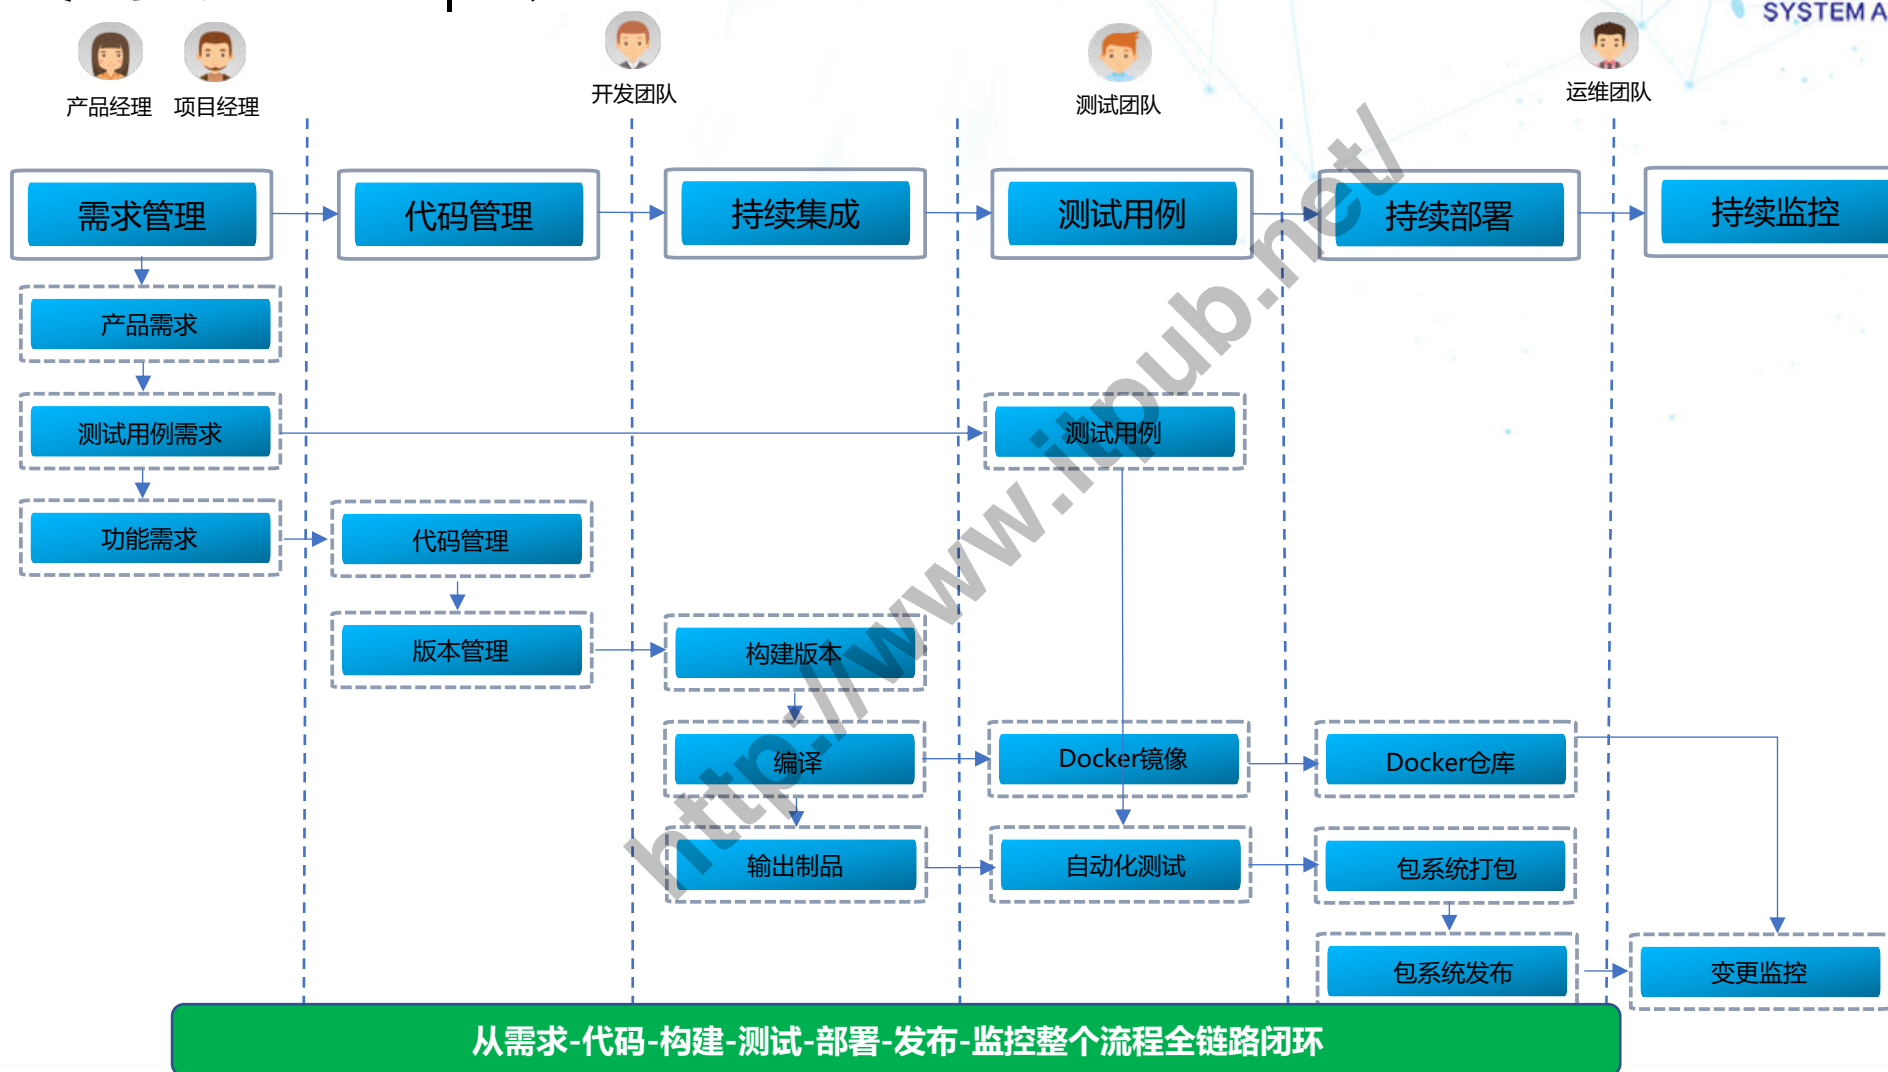 SYSTEM A
产品经理 项目经理
开发团队
测试团队
运维团队
需求管理
代码管理
持续集成
测试用例
持续部署
持续监控
产品需求
测试用例需求
测试用例
功能需求
代码管理
版本管理
构建版本
编译
Docker镜像
Docker仓库
输出制品
自动化测试
包系统打包
包系统发布
变更监控
从需求-代码-构建-测试-部署-发布-监控整个流程全链路闭环
http://www.itpub.net/